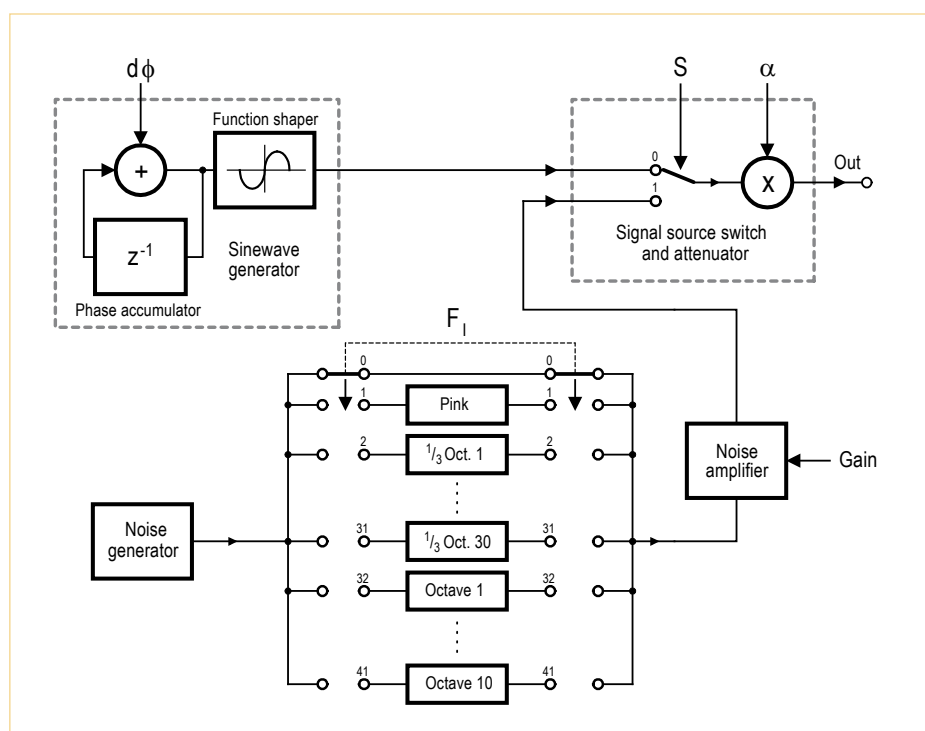 dϕ
Function shaper
+
z-1
Sinewave
generator
Phase accumulator
S
α
0
1
X
Out
Signal source switch
and attenuator
F I
0
0
1
Pink
1
2
1/3 Oct. 1
2
31
1/3 Oct. 30
31
32
Octave 1
32
41
Octave 10
41
Noise
generator
Noise
amplifier
Gain